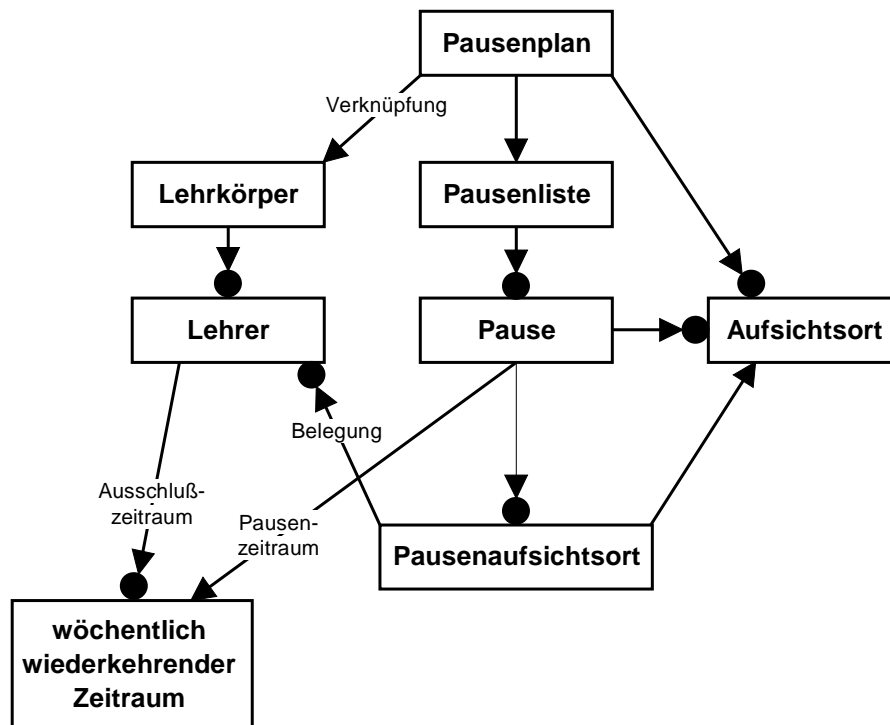 Pausenplan
Verknüpfung
Lehrkörper
Pausenliste
Lehrer
Pause
Aufsichtsort
Belegung
Ausschluß-
zeitraum
Pausen-
zeitraum
Pausenaufsichtsort
wöchentlich
wiederkehrender
Zeitraum